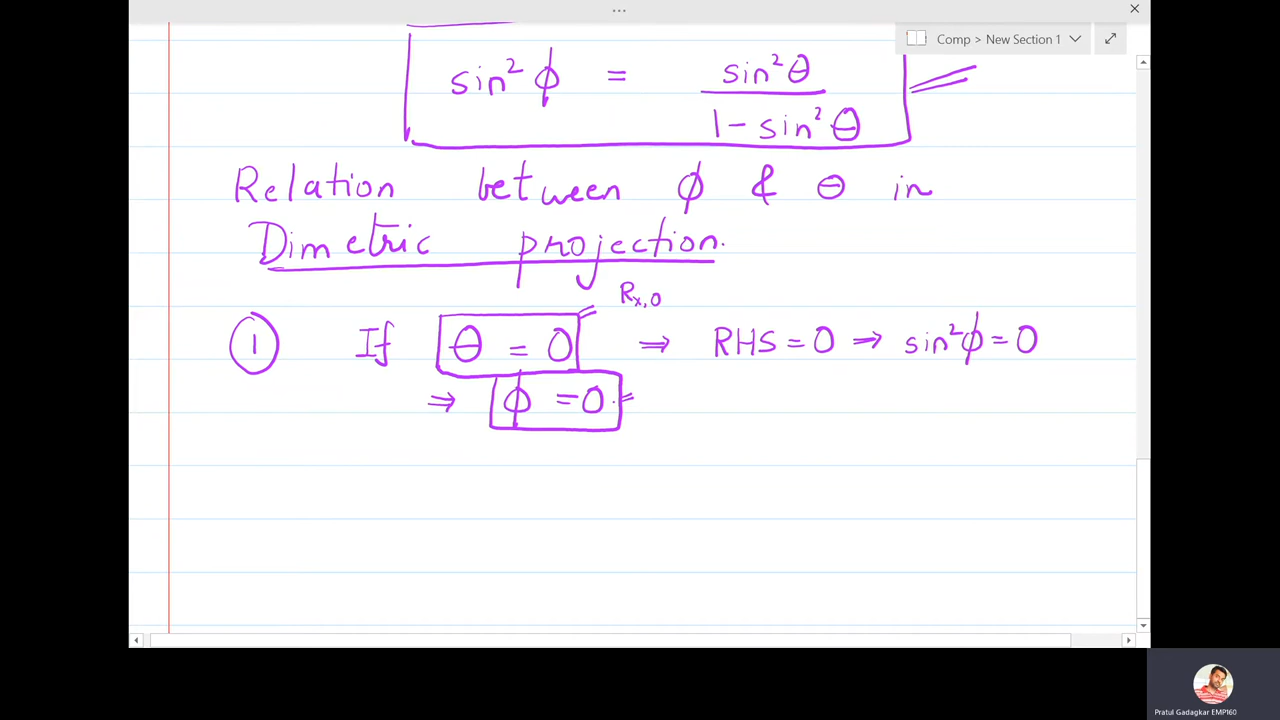 ...
Comp > New Section 1
sin²ϕ = sin²θ / 1 - sin²θ
Relation between ϕ & θ in
Dimetric projection.
Rx,θ
① If θ = 0 ⇒ RHS = 0 ⇒ sin²ϕ = 0
⇒ ϕ = 0
Pratul Gadagkar EMP160